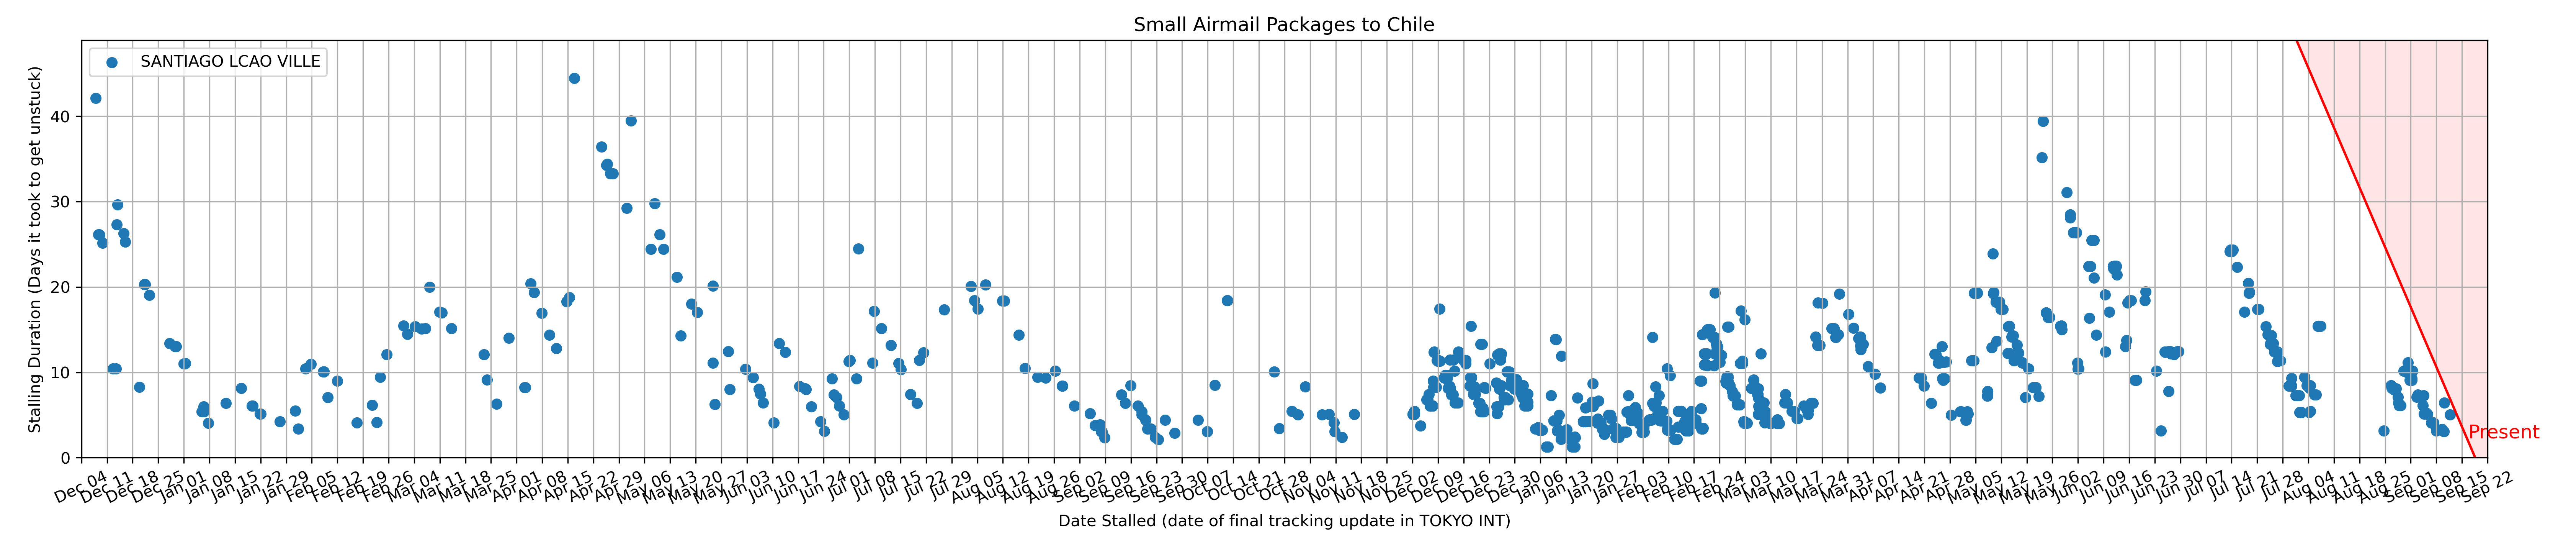 Small Airmail Packages to Chile
SANTIAGO LCAO VILLE
Stalling Duration (Days it took to get unstuck)
40
30
20
10
0
Present
Dec 04
Dec 11
Dec 18
Dec 25
Jan 01
Jan 08
Jan 15
Jan 22
Jan 29
Feb 05
Feb 12
Feb 19
Feb 26
Mar 04
Mar 11
Mar 18
Mar 25
Apr 01
Apr 08
Apr 15
Apr 22
Apr 29
May 06
May 13
May 20
May 27
Jun 03
Jun 10
Jun 17
Jun 24
Jul 01
Jul 08
Jul 15
Jul 22
Jul 29
Aug 05
Aug 12
Aug 19
Aug 26
Sep 02
Sep 09
Sep 16
Sep 23
Sep 30
Oct 07
Oct 14
Oct 21
Oct 28
Nov 04
Nov 11
Nov 18
Nov 25
Dec 02
Dec 09
Dec 16
Dec 23
Dec 30
Jan 06
Jan 13
Jan 20
Jan 27
Feb 03
Feb 10
Feb 17
Feb 24
Mar 03
Mar 10
Mar 17
Mar 24
Mar 31
Apr 07
Apr 14
Apr 21
Apr 28
May 05
May 12
May 19
May 26
Jun 02
Jun 09
Jun 16
Jun 23
Jun 30
Jul 07
Jul 14
Jul 21
Jul 28
Aug 04
Aug 11
Aug 18
Aug 25
Sep 01
Sep 08
Sep 15
Sep 22
Date Stalled (date of final tracking update in TOKYO INT)